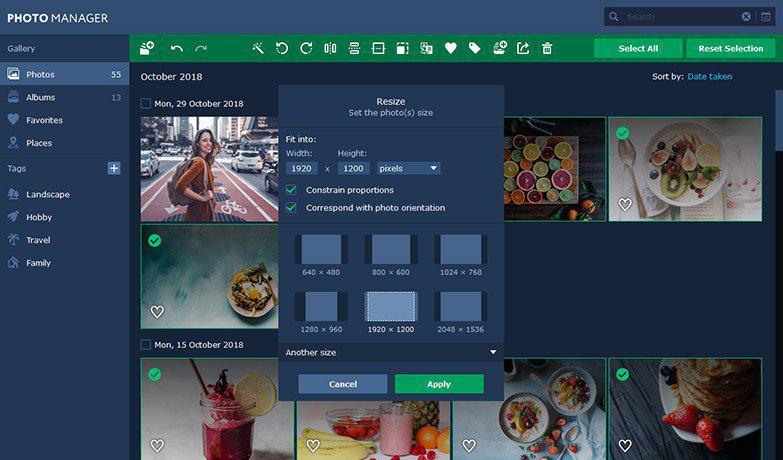 PHOTO MANAGER
Search
Gallery
Photos 55
Albums 13
Favorites
Places
Tags
Landscape
Hobby
Travel
Family
Select All
Reset Selection
October 2018
Sort by: Date taken
Mon, 29 October 2018
Resize
Set the photo(s) size
Fit into:
Width: Height:
1920 x 1200 pixels
Constrain proportions
Correspond with photo orientation
640 × 480 800 × 600 1024 × 768
1280 × 960 1920 × 1200 2048 × 1536
Another size
Cancel Apply
Mon, 15 October 2018